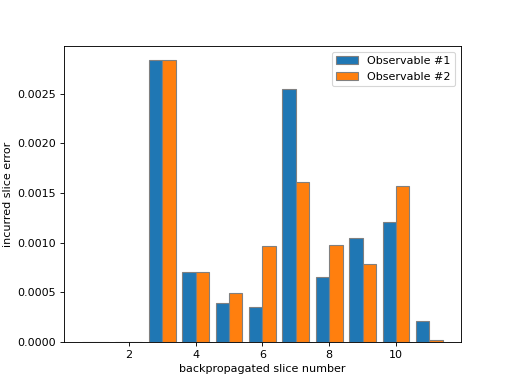 Observable #1
Observable #2
0.0025
0.0020
0.0015
0.0010
0.0005
0.0000
incurred slice error
2 4 6 8 10
backpropagated slice number